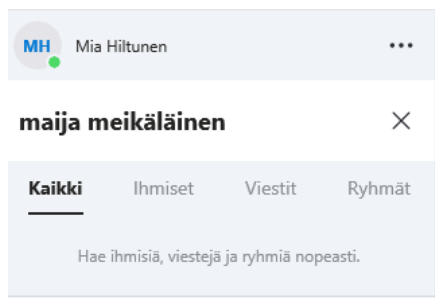 MH Mia Hiltunen
maija meikäläinen
Kaikki Ihmiset Viestit Ryhmät
Hae ihmisiä, viestejä ja ryhmiä nopeasti.